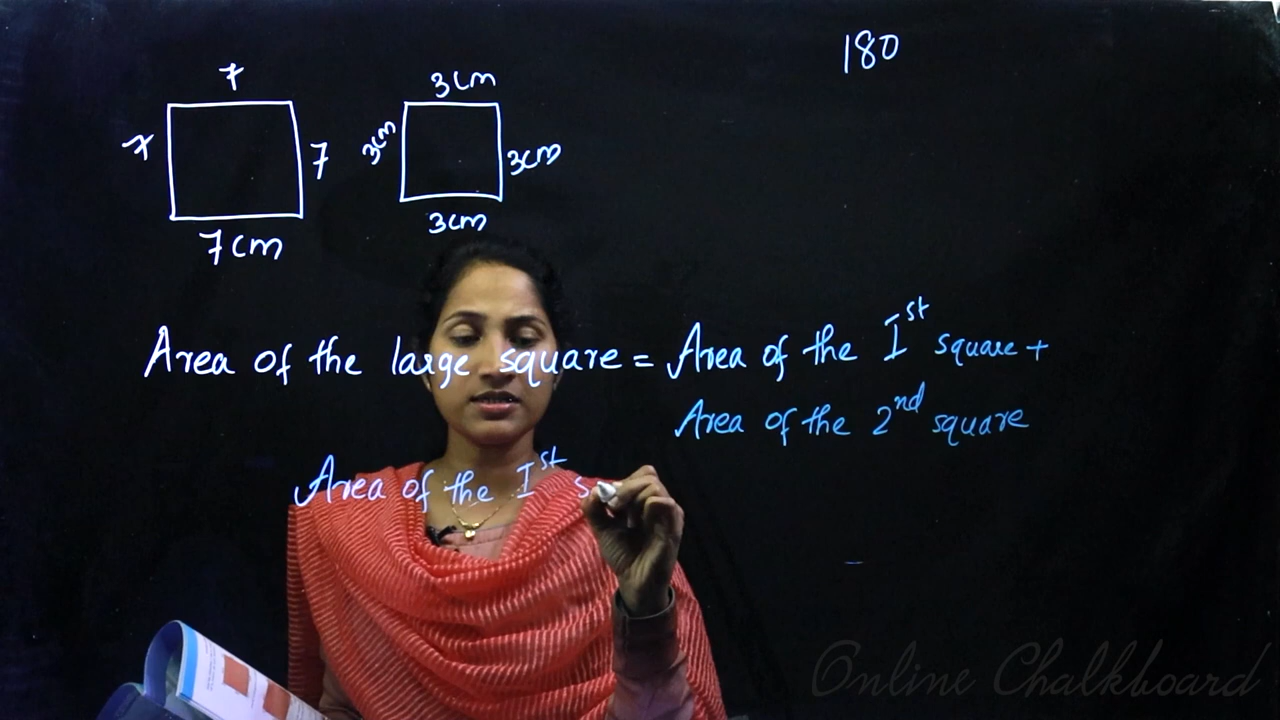 180
7
3cm
7
7
3cm
3cm
7cm
3cm
Area of the large square = Area of the Iˢᵗ square +
Area of the 2ⁿᵈ square
Area of the Iˢᵗ s
Online Chalkboard